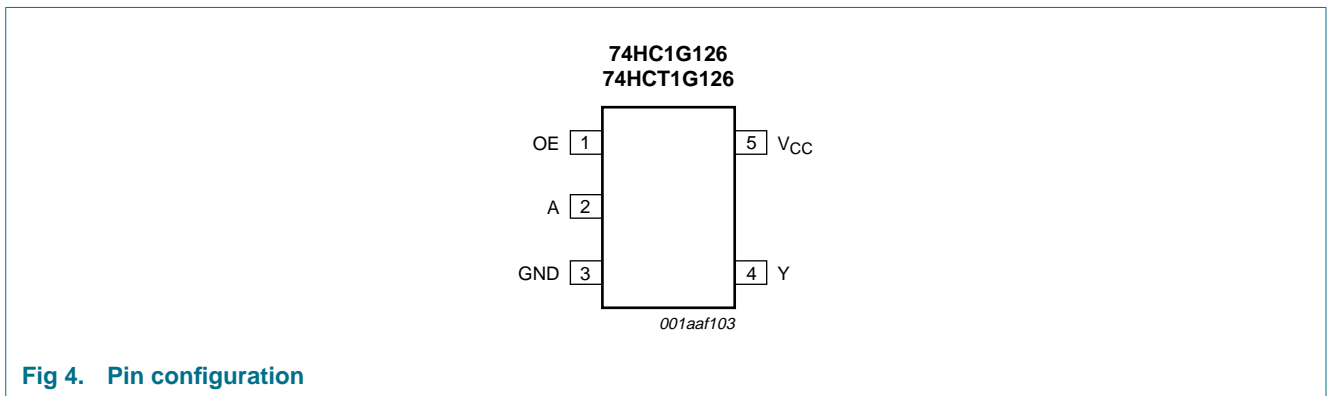 74HC1G126
74HCT1G126
OE 1 5 VCC
A 2
GND 3 4 Y
001aaf103
Fig 4. Pin configuration